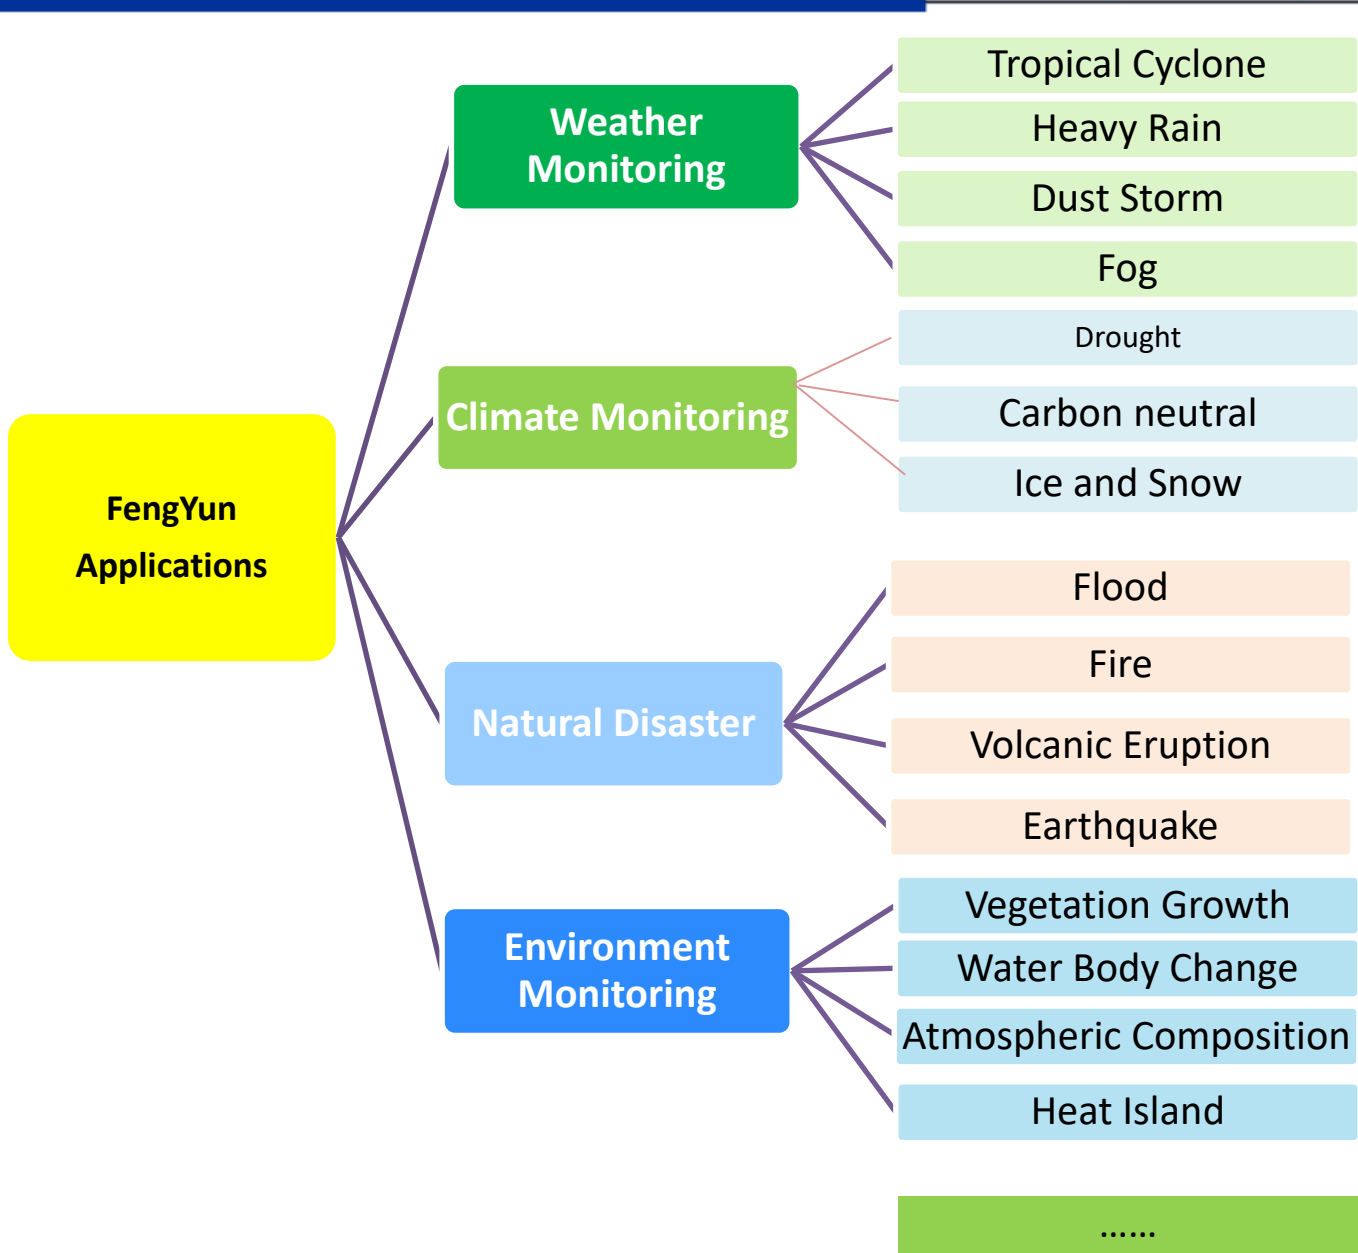 FengYun
Applications
Weather
Monitoring
Tropical Cyclone
Heavy Rain
Dust Storm
Fog
Climate Monitoring
Drought
Carbon neutral
Ice and Snow
Natural Disaster
Flood
Fire
Volcanic Eruption
Earthquake
Environment
Monitoring
Vegetation Growth
Water Body Change
Atmospheric Composition
Heat Island
……